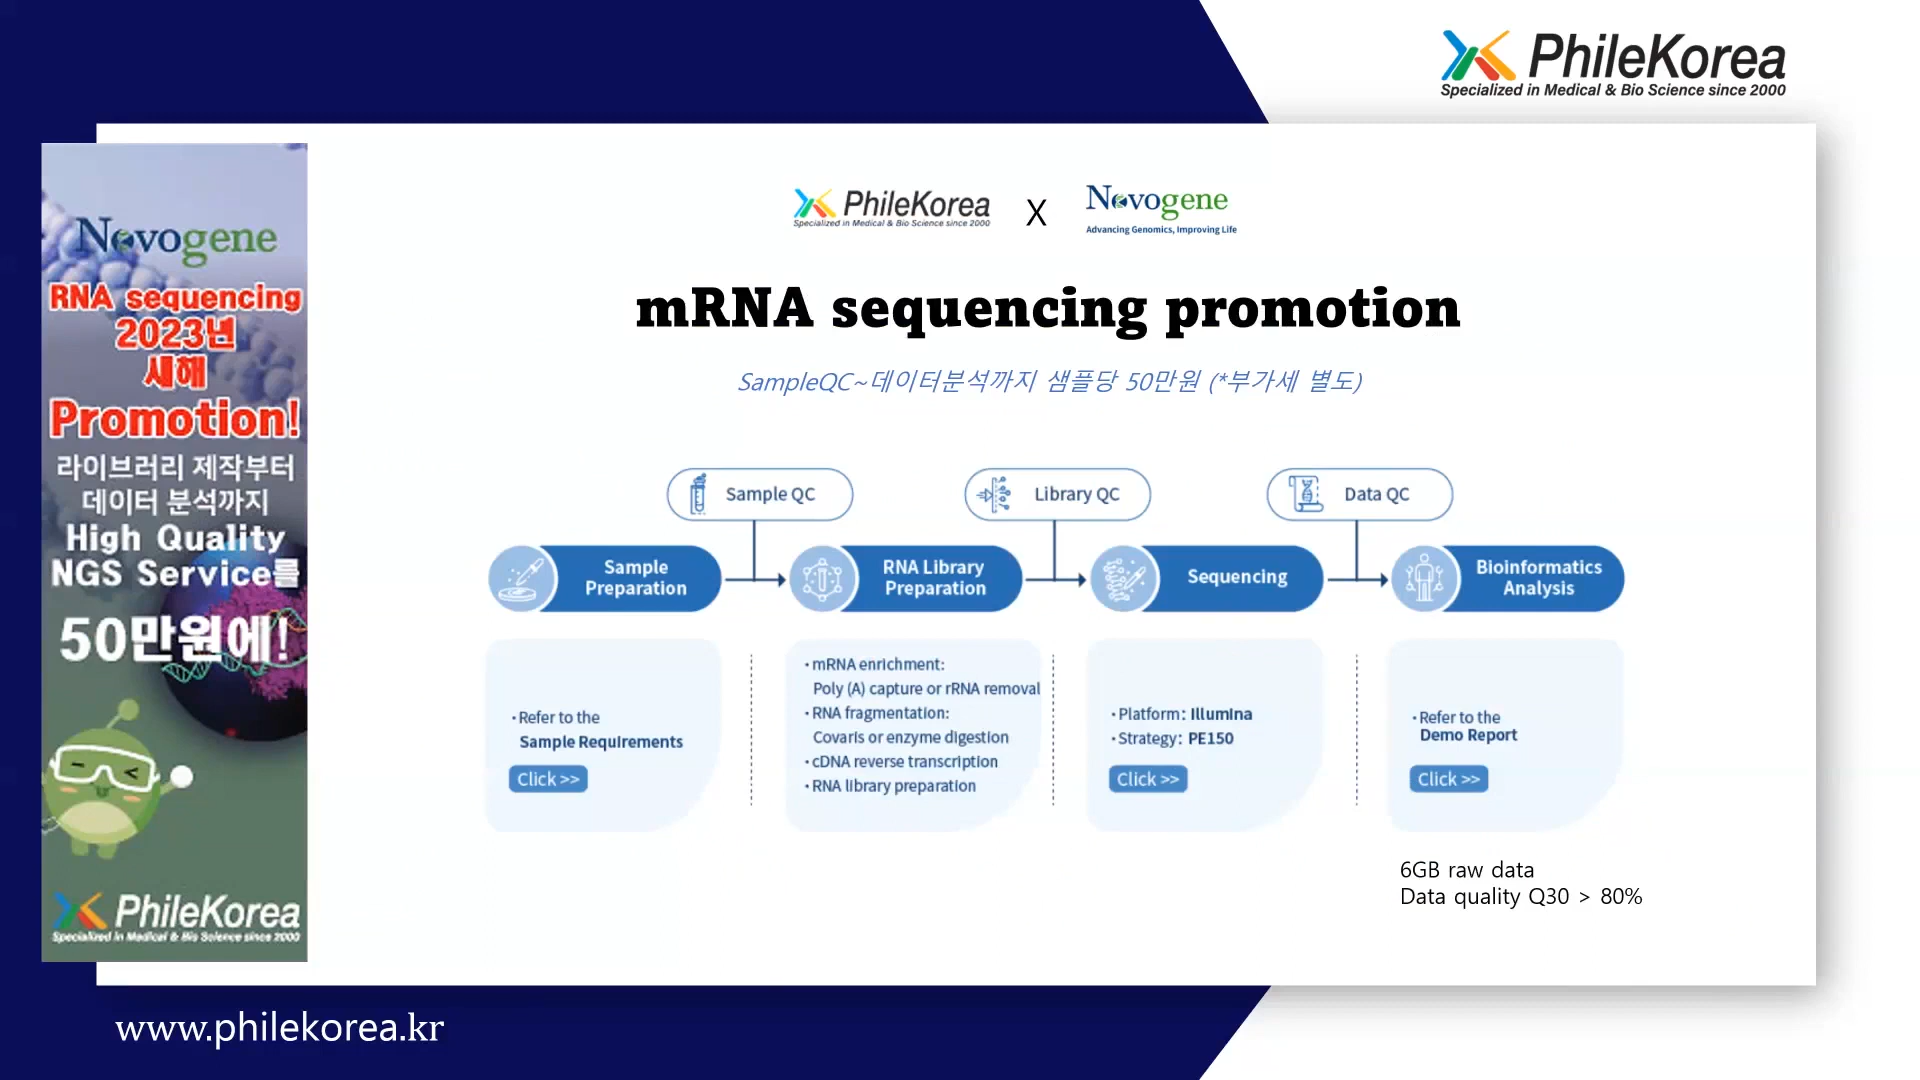 PhileKorea
Specialized in Medical & Bio Science since 2000
Novogene
RNA sequencing
2023년
새해
Promotion!
라이브러리 제작부터
데이터 분석까지
High Quality
NGS Service를
50만원에!
PhileKorea
Specialized in Medical & Bio Science since 2000
PhileKorea
Specialized in Medical & Bio Science since 2000
X
Novogene
Advancing Genomics, Improving Life
mRNA sequencing promotion
SampleQC~데이터분석까지 샘플당 50만원 (*부가세 별도)
Sample QC
Library QC
Data QC
Sample
Preparation
RNA Library
Preparation
Sequencing
Bioinformatics
Analysis
·Refer to the
Sample Requirements
Click >>
·mRNA enrichment:
Poly (A) capture or rRNA removal
·RNA fragmentation:
Covaris or enzyme digestion
·cDNA reverse transcription
·RNA library preparation
·Platform: Illumina
·Strategy: PE150
Click >>
·Refer to the
Demo Report
Click >>
6GB raw data
Data quality Q30 > 80%
www.philekorea.kr